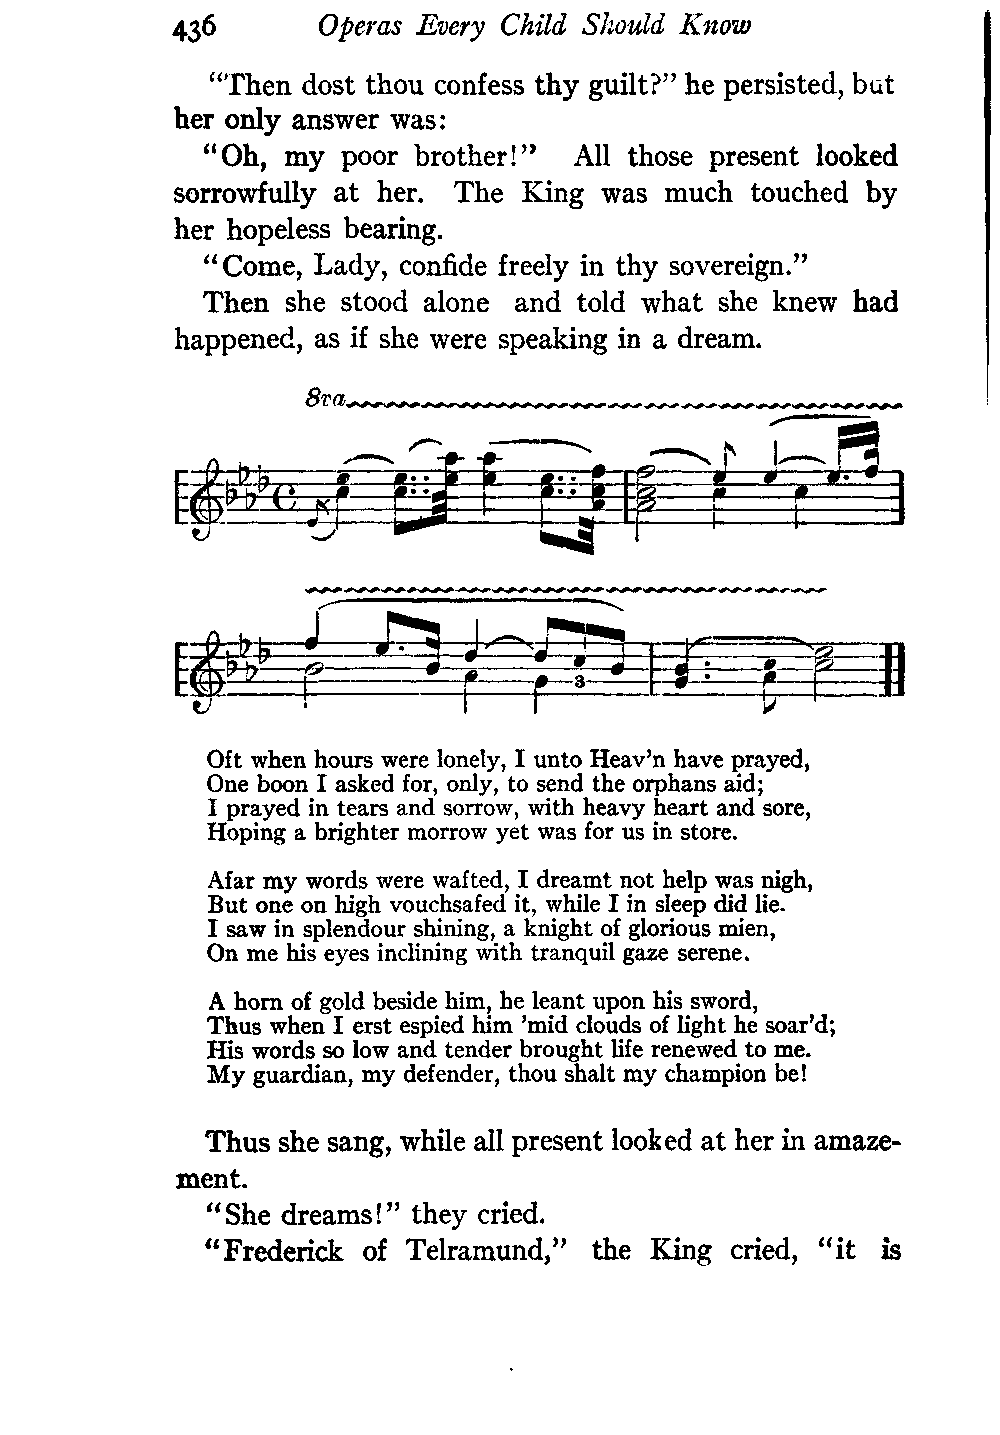 436 Operas Every Child Should Know
"Then dost thou confess thy guilt?" he persisted, but
her only answer was:
"Oh, my poor brother!" All those present looked
sorrowfully at her. The King was much touched by
her hopeless bearing.
"Come, Lady, confide freely in thy sovereign."
Then she stood alone and told what she knew had
happened, as if she were speaking in a dream.
8va
3
Oft when hours were lonely, I unto Heav'n have prayed,
One boon I asked for, only, to send the orphans aid;
I prayed in tears and sorrow, with heavy heart and sore,
Hoping a brighter morrow yet was for us in store.
Afar my words were wafted, I dreamt not help was nigh,
But one on high vouchsafed it, while I in sleep did lie.
I saw in splendour shining, a knight of glorious mien,
On me his eyes inclining with tranquil gaze serene.
A horn of gold beside him, he leant upon his sword,
Thus when I erst espied him 'mid clouds of light he soar'd;
His words so low and tender brought life renewed to me.
My guardian, my defender, thou shalt my champion be!
Thus she sang, while all present looked at her in amaze-
ment.
"She dreams!" they cried.
"Frederick of Telramund," the King cried, "it is